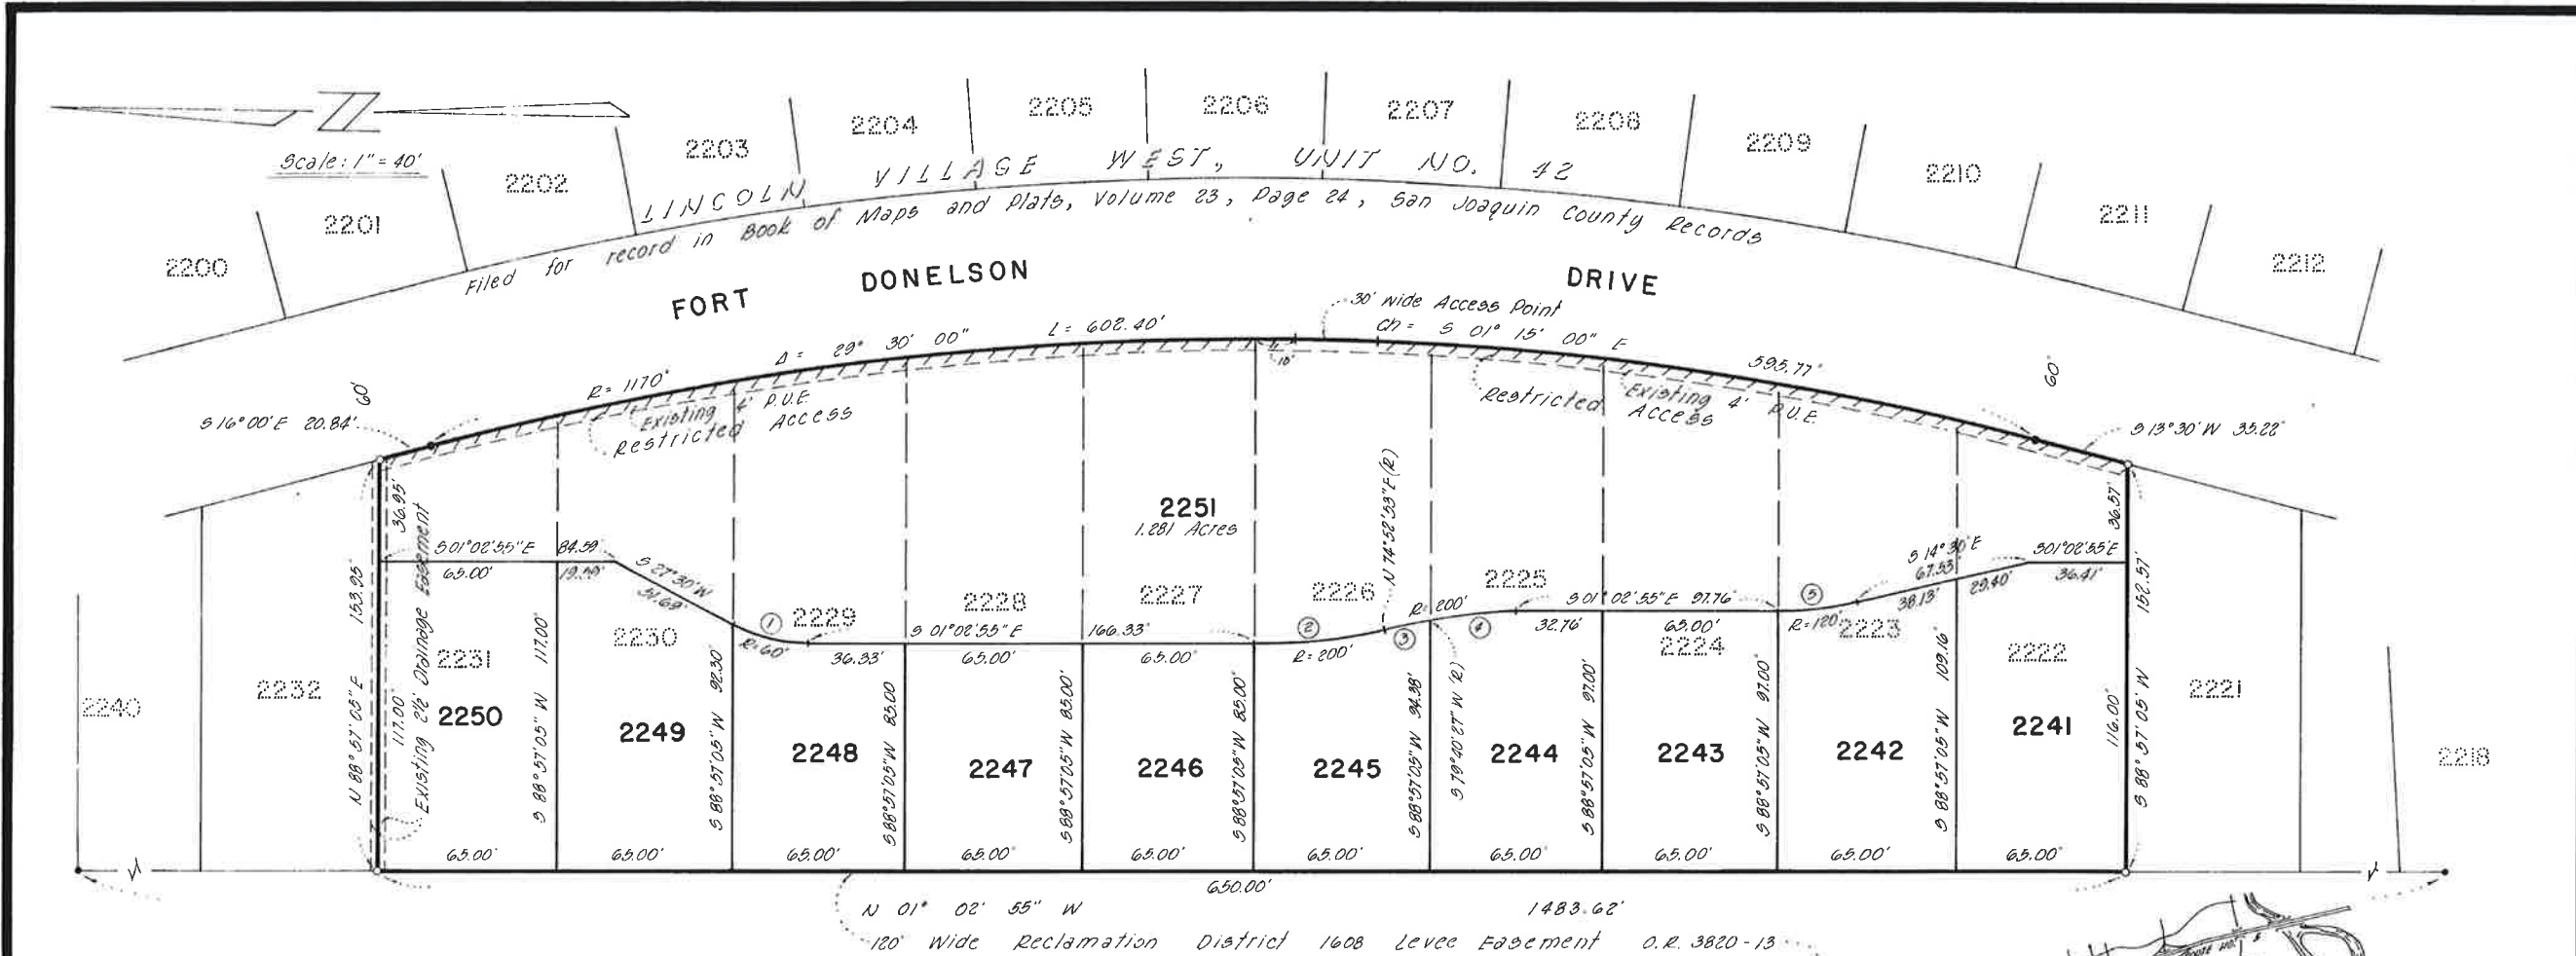 Scale: 1" = 40'
2200
2201
2202
2203
2204
2205
2206
2207
2208
2209
2210
2211
2212
LINCOLN VILLAGE WEST, UNIT NO. 42
Filed for record in Book of Maps and Plats, Volume 23, Page 24, San Joaquin County Records
FORT DONELSON DRIVE
30' Wide Access Point
R= 1170' Δ= 29° 30' 00" L= 602.40' Ch= S 01° 15' 00" E 595.77'
10'
60'
60'
Existing 4' P.U.E.
Restricted Access
Restricted Access
Existing 4' P.U.E.
S 16°00' E 20.84'
S 13°30' W 35.22'
36.95'
36.57'
2251
1.281 Acres
N 74°52'53" E (R)
S 01°02'55" E 84.59'
65.00' 19.59'
S 27°30' W
51.69'
① R=60'
36.33'
S 01°02'55" E 166.33'
65.00'
65.00'
② R=200'
③
R=200'
④
S 01°02'55" E 97.76'
32.76'
65.00'
⑤ R=120'
S 14°30' E
67.53'
38.13'
29.40'
S 01°02'55" E
36.41'
2240
2232
2231
2230
2229
2228
2227
2226
2225
2224
2223
2222
2221
2218
N 88°57'05" E 153.95'
117.00'
Existing 2½' Drainage Easement
S 88°57'05" W 117.00'
S 88°57'05" W 92.30'
S 88°57'05" W 85.00'
S 88°57'05" W 85.00'
S 88°57'05" W 85.00'
S 88°57'05" W 94.38'
S 79°40'27" W (R)
S 88°57'05" W 97.00'
S 88°57'05" W 97.00'
S 88°57'05" W 109.16'
116.00'
S 88°57'05" W 152.57'
2250
2249
2248
2247
2246
2245
2244
2243
2242
2241
65.00'
65.00'
65.00'
65.00'
65.00'
65.00'
65.00'
65.00'
65.00'
65.00'
650.00'
N 01° 02' 55" W 1483.62'
120' Wide Reclamation District 1608 Levee Easement O.R. 3820-13